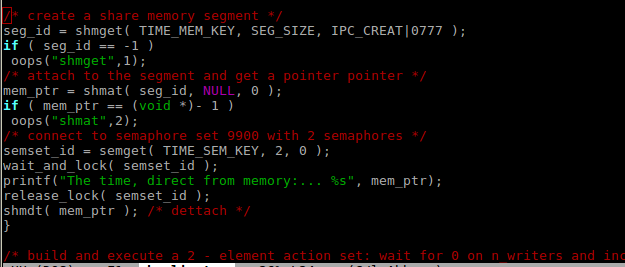 /* create a share memory segment */
seg_id = shmget( TIME_MEM_KEY, SEG_SIZE, IPC_CREAT|0777 );
if ( seg_id == -1 )
oops("shmget",1);
/* attach to the segment and get a pointer pointer */
mem_ptr = shmat( seg_id, NULL, 0 );
if ( mem_ptr == (void *)- 1 )
oops("shmat",2);
/* connect to semaphore set 9900 with 2 semaphores */
semset_id = semget( TIME_SEM_KEY, 2, 0 );
wait_and_lock( semset_id );
printf("The time, direct from memory:... %s", mem_ptr);
release_lock( semset_id );
shmdt( mem_ptr ); /* dettach */
}
/* build and execute a 2 - element action set: wait for 0 on n_writers and inc